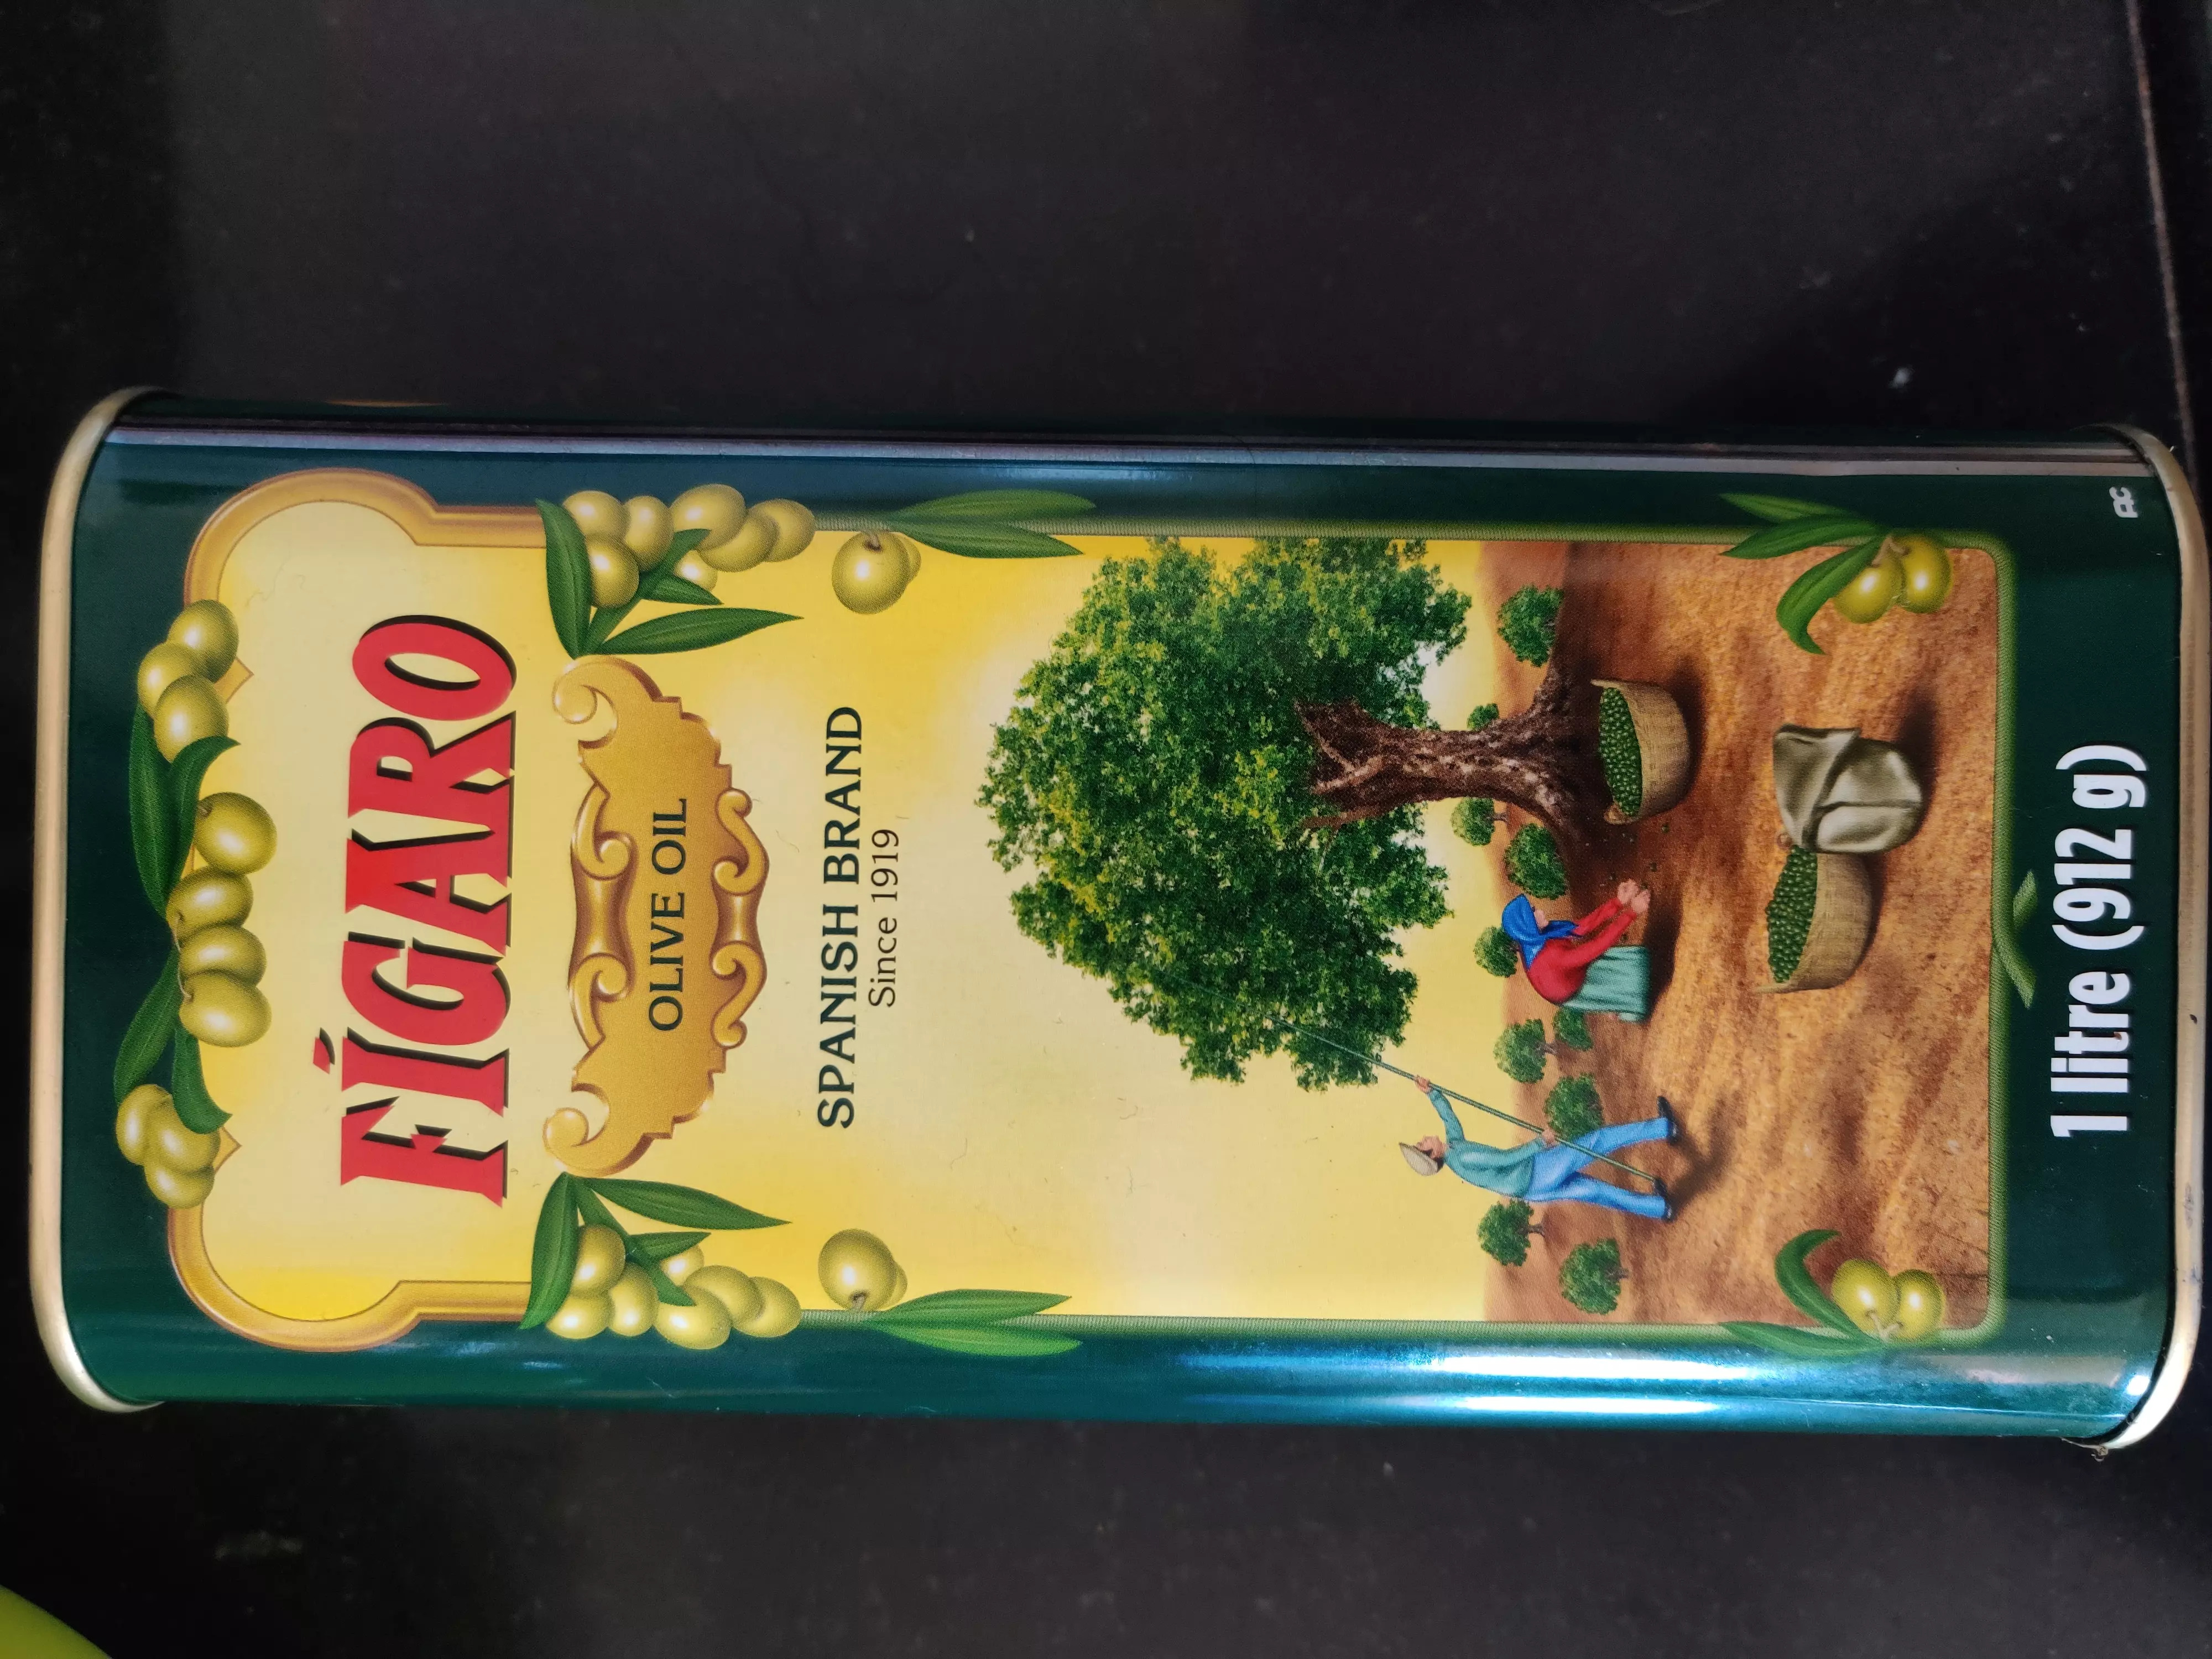 FÍGARO
OLIVE OIL
SPANISH BRAND
Since 1919
1 litre (912 g)